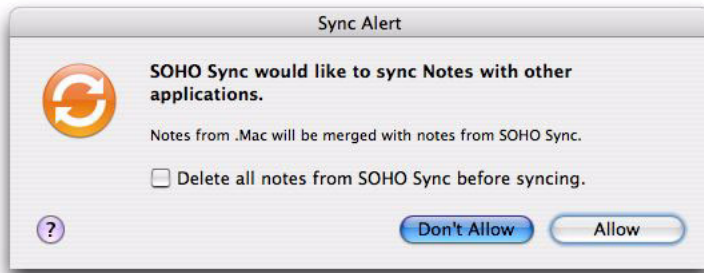 Sync Alert
SOHO Sync would like to sync Notes with other
applications.
Notes from .Mac will be merged with notes from SOHO Sync.
Delete all notes from SOHO Sync before syncing.
?
Don't Allow
Allow